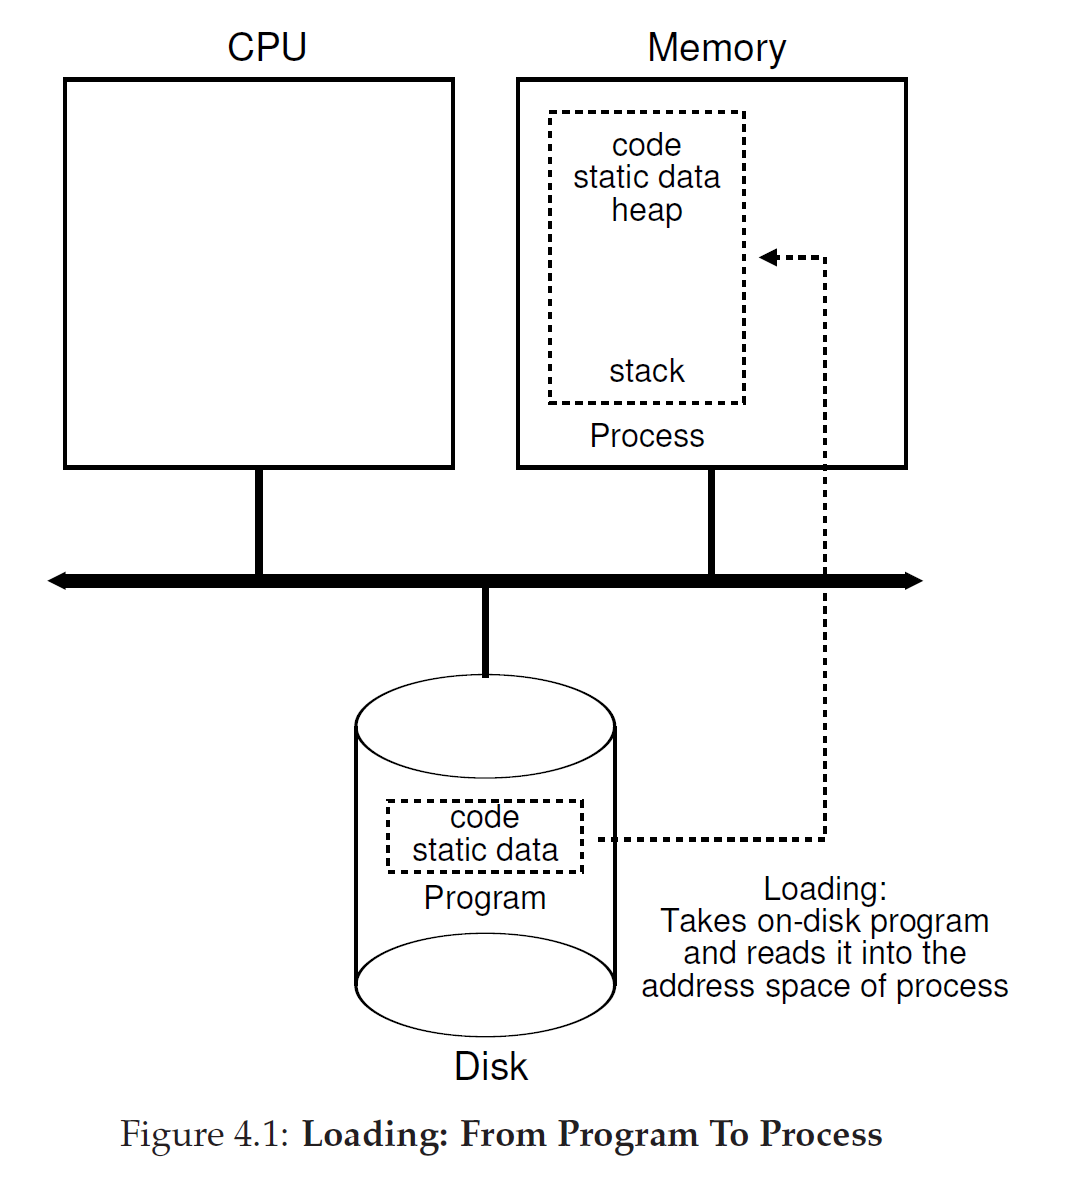 CPU
Memory
code
static data
heap
stack
Process
code
static data
Program
Loading:
Takes on-disk program
and reads it into the
address space of process
Disk
Figure 4.1: Loading: From Program To Process